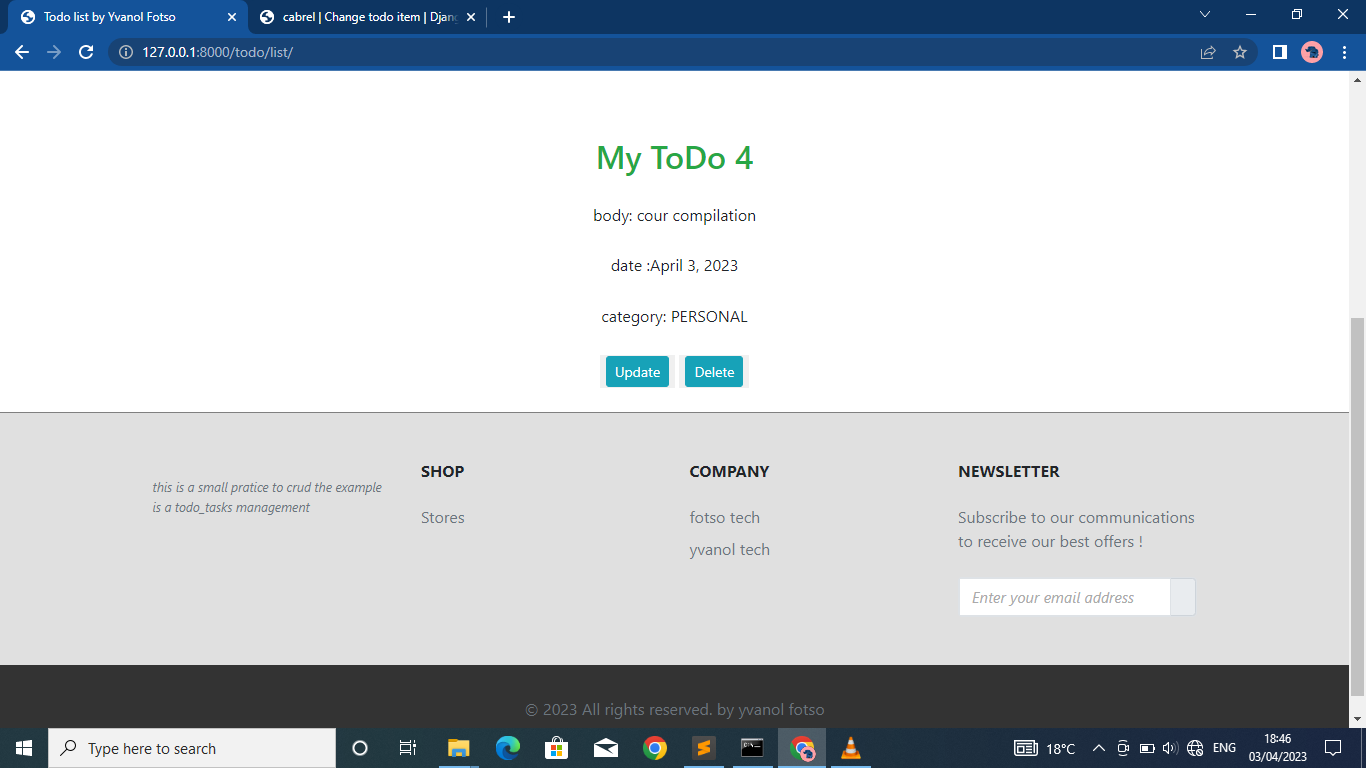 Todo list by Yvanol Fotso
cabrel | Change todo item | Djang
127.0.0.1:8000/todo/list/
My ToDo 4
body: cour compilation
date :April 3, 2023
category: PERSONAL
Update Delete
this is a small pratice to crud the example
is a todo_tasks management
SHOP
Stores
COMPANY
fotso tech
yvanol tech
NEWSLETTER
Subscribe to our communications
to receive our best offers !
Enter your email address
© 2023 All rights reserved. by yvanol fotso
Type here to search
18°C
ENG
18:46
03/04/2023